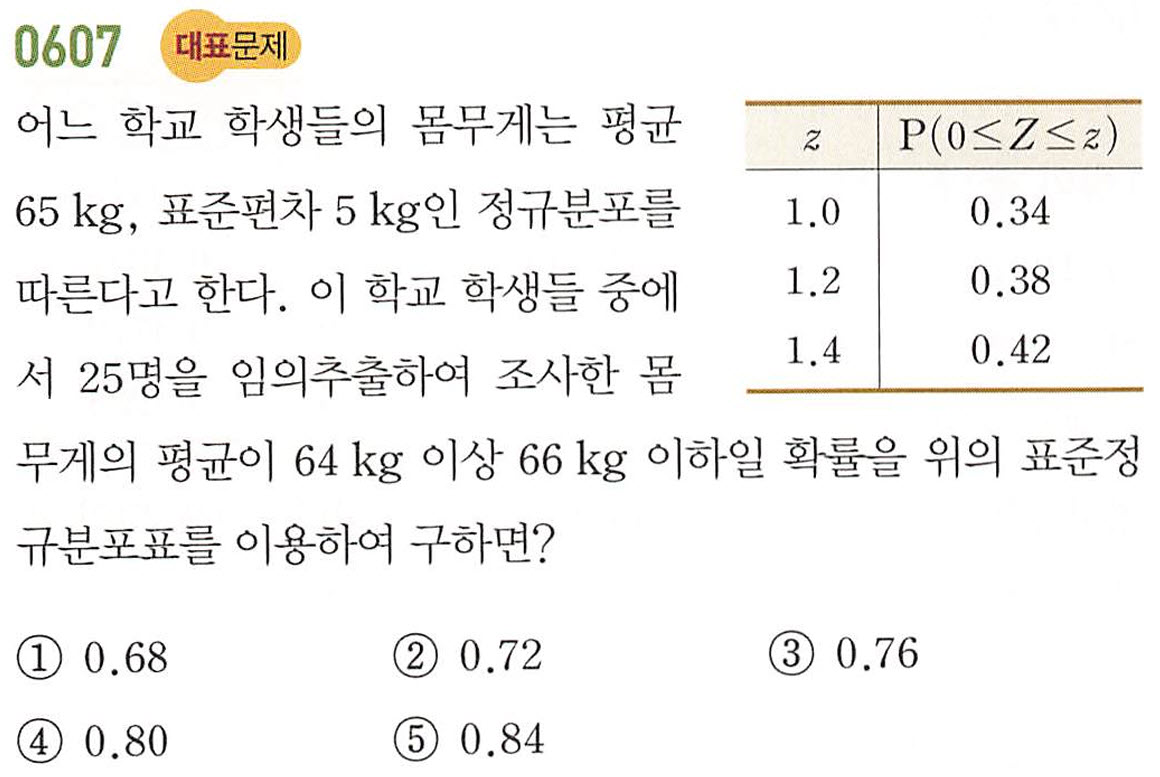 0607 대표문제
어느 학교 학생들의 몸무게는 평균
65 kg, 표준편차 5 kg인 정규분포를
따른다고 한다. 이 학교 학생들 중에
서 25명을 임의추출하여 조사한 몸
무게의 평균이 64 kg 이상 66 kg 이하일 확률을 위의 표준정
규분포표를 이용하여 구하면?
z P(0≤Z≤z)
1.0 0.34
1.2 0.38
1.4 0.42
① 0.68 ② 0.72 ③ 0.76
④ 0.80 ⑤ 0.84